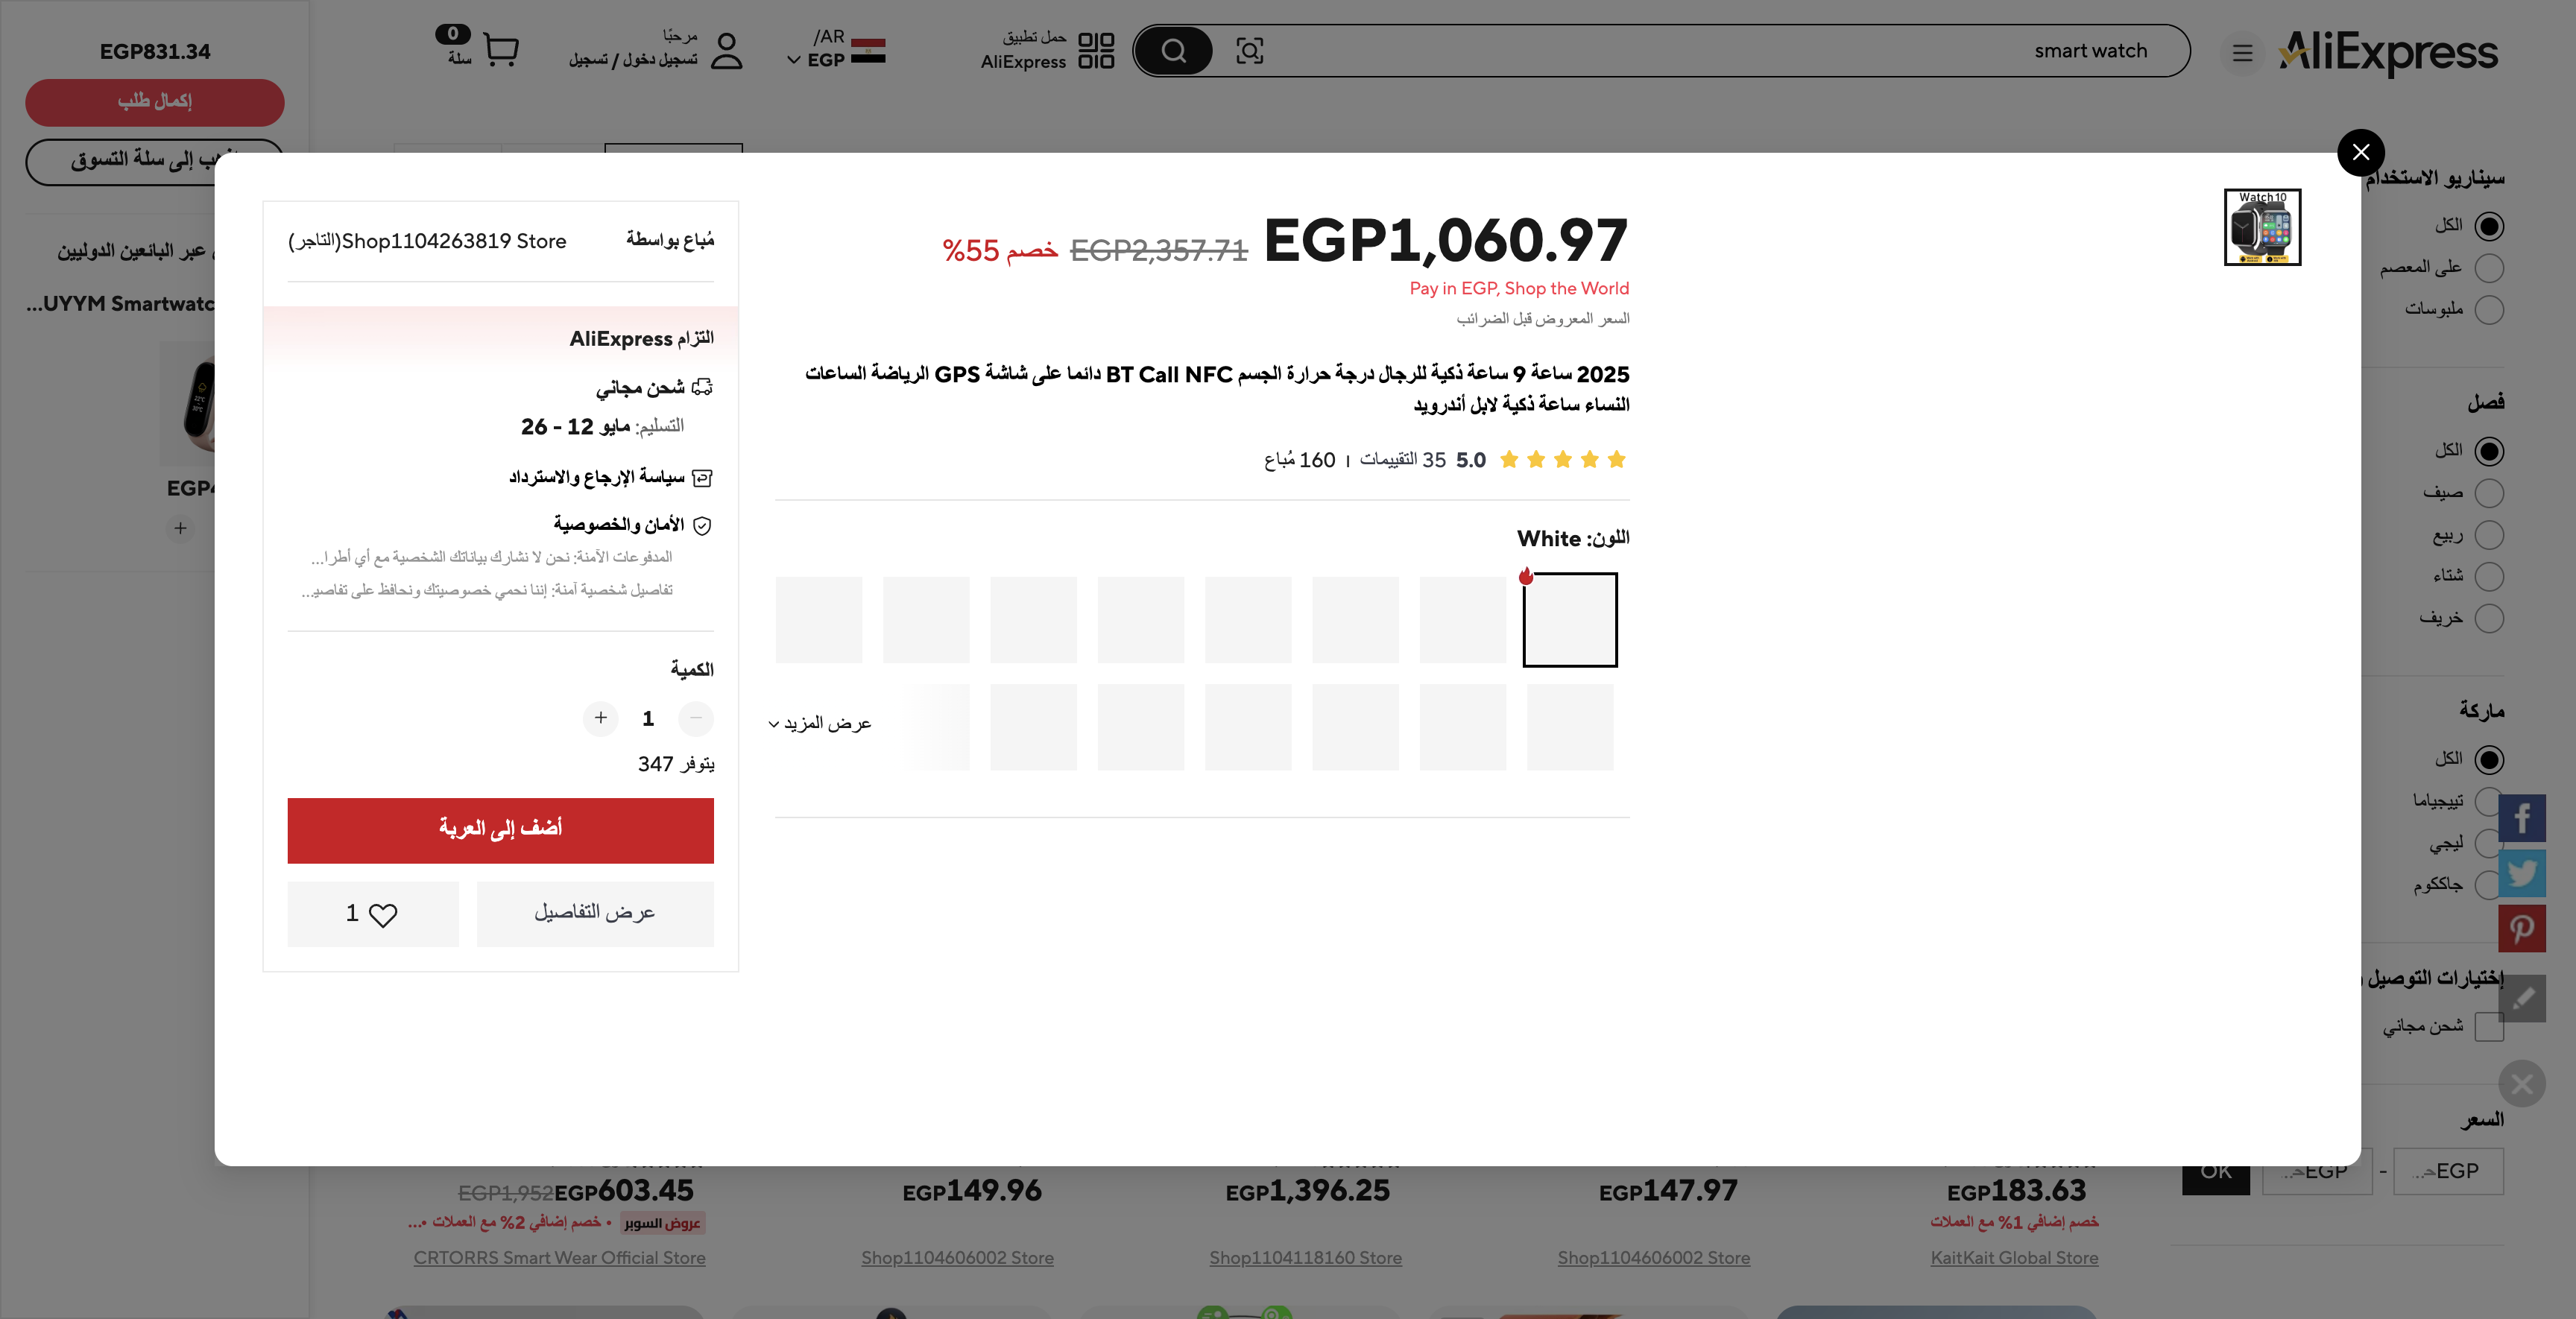 AliExpress
smart watch
حمل تطبيق
AliExpress
AR/
EGP
مرحبًا
تسجيل دخول / تسجيل
0
سلة
EGP831.34
إكمال طلب
إلى سلة التسوق
عبر البائعين الدوليين
UYYM Smartwatc...
+
سيناريو الاستخدام
الكل
على المعصم
ملبوسات
فصل
الكل
صيف
ربيع
شتاء
خريف
ماركة
الكل
تييجياما
ليجي
جاككوم
إختيارات التوصيل
شحن مجاني
السعر
EGP - EGP
OK
Watch 10
EGP1,060.97 EGP2,357.71 خصم 55%
Pay in EGP, Shop the World
السعر المعروض قبل الضرائب
2025 ساعة 9 ساعة ذكية للرجال درجة حرارة الجسم BT Call NFC دائما على شاشة GPS الرياضة الساعات
النساء ساعة ذكية لابل أندرويد
5.0 35 التقييمات ا 160 مُباع
اللون: White
عرض المزيد
مُباع بواسطة Shop1104263819 Store(التاجر)
التزام AliExpress
شحن مجاني
التسليم: مايو 12 - 26
سياسة الإرجاع والاسترداد
الأمان والخصوصية
المدفوعات الآمنة: نحن لا نشارك بياناتك الشخصية مع أي أطرا...
تفاصيل شخصية آمنة: إننا نحمي خصوصيتك ونحافظ على تفاصيـ...
الكمية
− 1 +
يتوفر 347
أضف إلى العربة
عرض التفاصيل
1
EGP183.63
خصم إضافي 1% مع العملات
KaitKait Global Store
EGP147.97
Shop1104606002 Store
EGP1,396.25
Shop1104118160 Store
EGP149.96
Shop1104606002 Store
EGP603.45 EGP1,952
عروض السوبر • خصم إضافي 2% مع العملات •...
CRTORRS Smart Wear Official Store